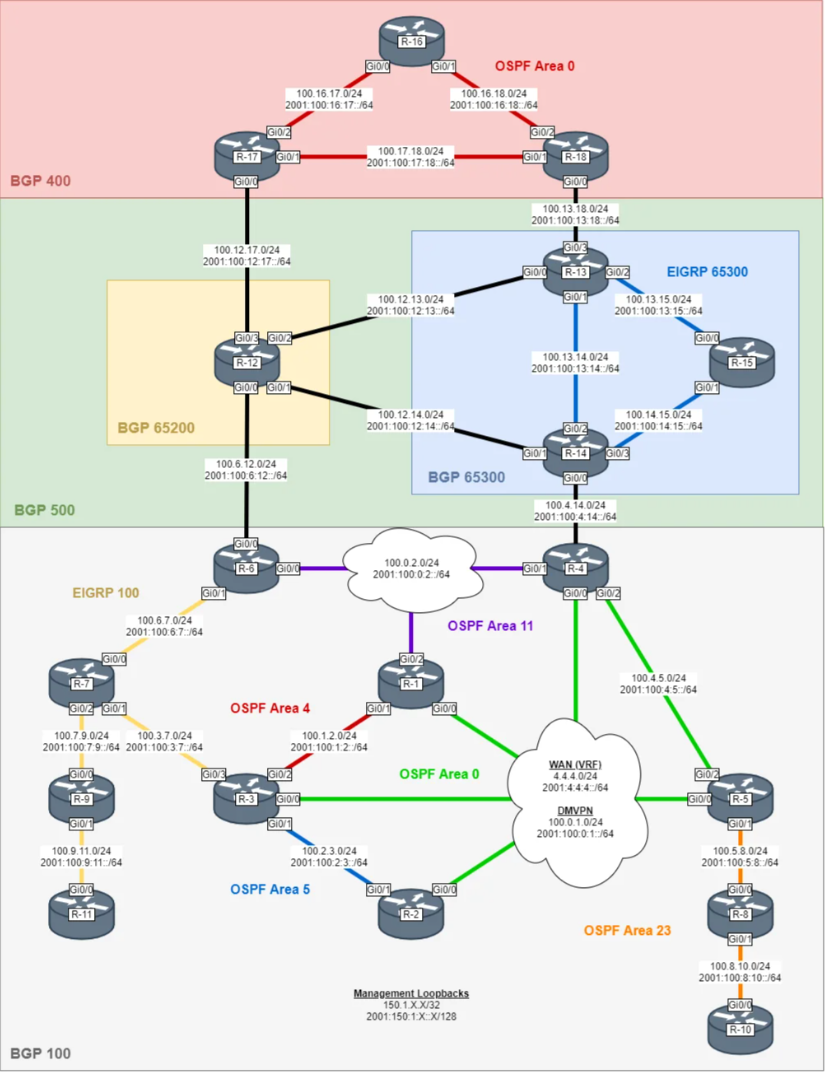 R-16
Gi0/0
Gi0/1
OSPF Area 0
100.16.17.0/24
2001:100:16:17::/64
100.16.18.0/24
2001:100:16:18::/64
Gi0/2
Gi0/2
R-17
Gi0/1
100.17.18.0/24
2001:100:17:18::/64
Gi0/1
R-18
BGP 400
Gi0/0
Gi0/0
100.13.18.0/24
2001:100:13:18::/64
100.12.17.0/24
2001:100:12:17::/64
Gi0/3
Gi0/0
R-13
Gi0/2
EIGRP 65300
Gi0/1
100.12.13.0/24
2001:100:12:13::/64
100.13.15.0/24
2001:100:13:15::/64
Gi0/3
Gi0/2
Gi0/0
R-12
100.13.14.0/24
2001:100:13:14::/64
R-15
Gi0/0
Gi0/1
Gi0/1
BGP 65200
100.12.14.0/24
2001:100:12:14::/64
100.14.15.0/24
2001:100:14:15::/64
Gi0/2
Gi0/1
R-14
Gi0/3
100.6.12.0/24
2001:100:6:12::/64
BGP 65300
Gi0/0
BGP 500
100.4.14.0/24
2001:100:4:14::/64
Gi0/0
R-6
Gi0/0
100.0.2.0/24
2001:100:0:2::/64
Gi0/1
R-4
EIGRP 100
Gi0/1
Gi0/0
Gi0/2
100.6.7.0/24
2001:100:6:7::/64
OSPF Area 11
Gi0/0
Gi0/2
R-7
R-1
100.4.5.0/24
2001:100:4:5::/64
Gi0/2
Gi0/1
OSPF Area 4
Gi0/1
Gi0/0
100.7.9.0/24
2001:100:7:9::/64
100.3.7.0/24
2001:100:3:7::/64
100.1.2.0/24
2001:100:1:2::/64
Gi0/0
Gi0/3
Gi0/2
OSPF Area 0
WAN (VRF)
4.4.4.0/24
2001:4:4:4::/64
DMVPN
100.0.1.0/24
2001:100:0:1::/64
Gi0/2
R-9
R-3
Gi0/0
Gi0/0
R-5
Gi0/1
Gi0/1
Gi0/1
100.9.11.0/24
2001:100:9:11::/64
100.2.3.0/24
2001:100:2:3::/64
100.5.8.0/24
2001:100:5:8::/64
Gi0/0
OSPF Area 5
Gi0/1
Gi0/0
Gi0/0
R-11
R-2
R-8
OSPF Area 23
Gi0/1
100.8.10.0/24
2001:100:8:10::/64
Management Loopbacks
150.1.X.X/32
2001:150:1:X::X/128
Gi0/0
R-10
BGP 100